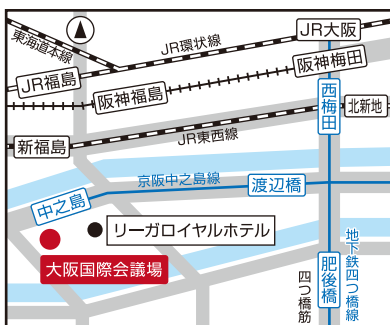 JR大阪
東海道本線
JR環状線
阪神梅田
JR福島
阪神福島
西梅田
北新地
新福島
JR東西線
京阪中之島線
渡辺橋
中之島
リーガロイヤルホテル
大阪国際会議場
肥後橋
四つ橋筋
地下鉄四つ橋線